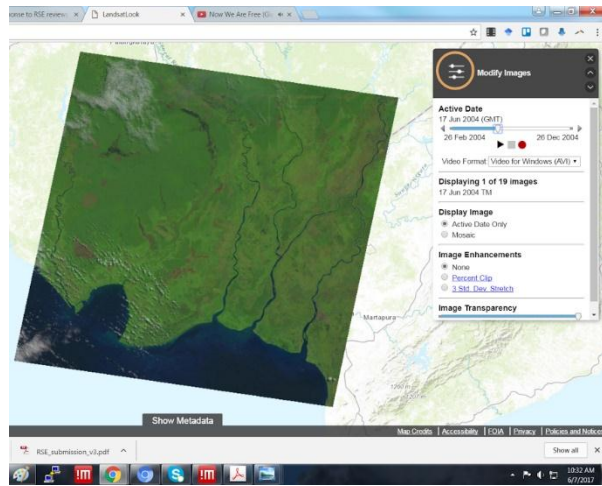 ome to RSE review
LandsatLook
Now We Are Free (Gl
Modify Images
Active Date
17 Jun 2004 (GMT)
26 Feb 2004 26 Dec 2004
Video Format Video for Windows (AVI)
Displaying 1 of 19 images
17 Jun 2004 TM
Display Image
Active Date Only
Mosaic
Image Enhancements
None
Percent Clip
3 Std. Dev. Stretch
Image Transparency
Martapura
Show Metadata
Map Credits | Accessibility | FOIA | Privacy | Policies and Notice
RSE_submission_v3.pdf
Show all
10:32 AM
6/7/2017